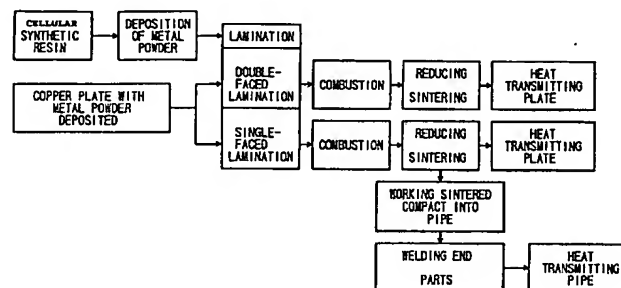 CELLULAR
SYNTHETIC
RESIN
DEPOSITION
OF METAL
POWDER
LAMINATION
COPPER PLATE WITH
METAL POWDER
DEPOSITED
DOUBLE-
FACED
LAMINATION
COMBUSTION
REDUCING
SINTERING
HEAT
TRANSMITTING
PLATE
SINGLE-
FACED
LAMINATION
COMBUSTION
REDUCING
SINTERING
HEAT
TRANSMITTING
PLATE
WORKING SINTERED
COMPACT INTO
PIPE
WELDING END
PARTS
HEAT
TRANSMITTING
PIPE